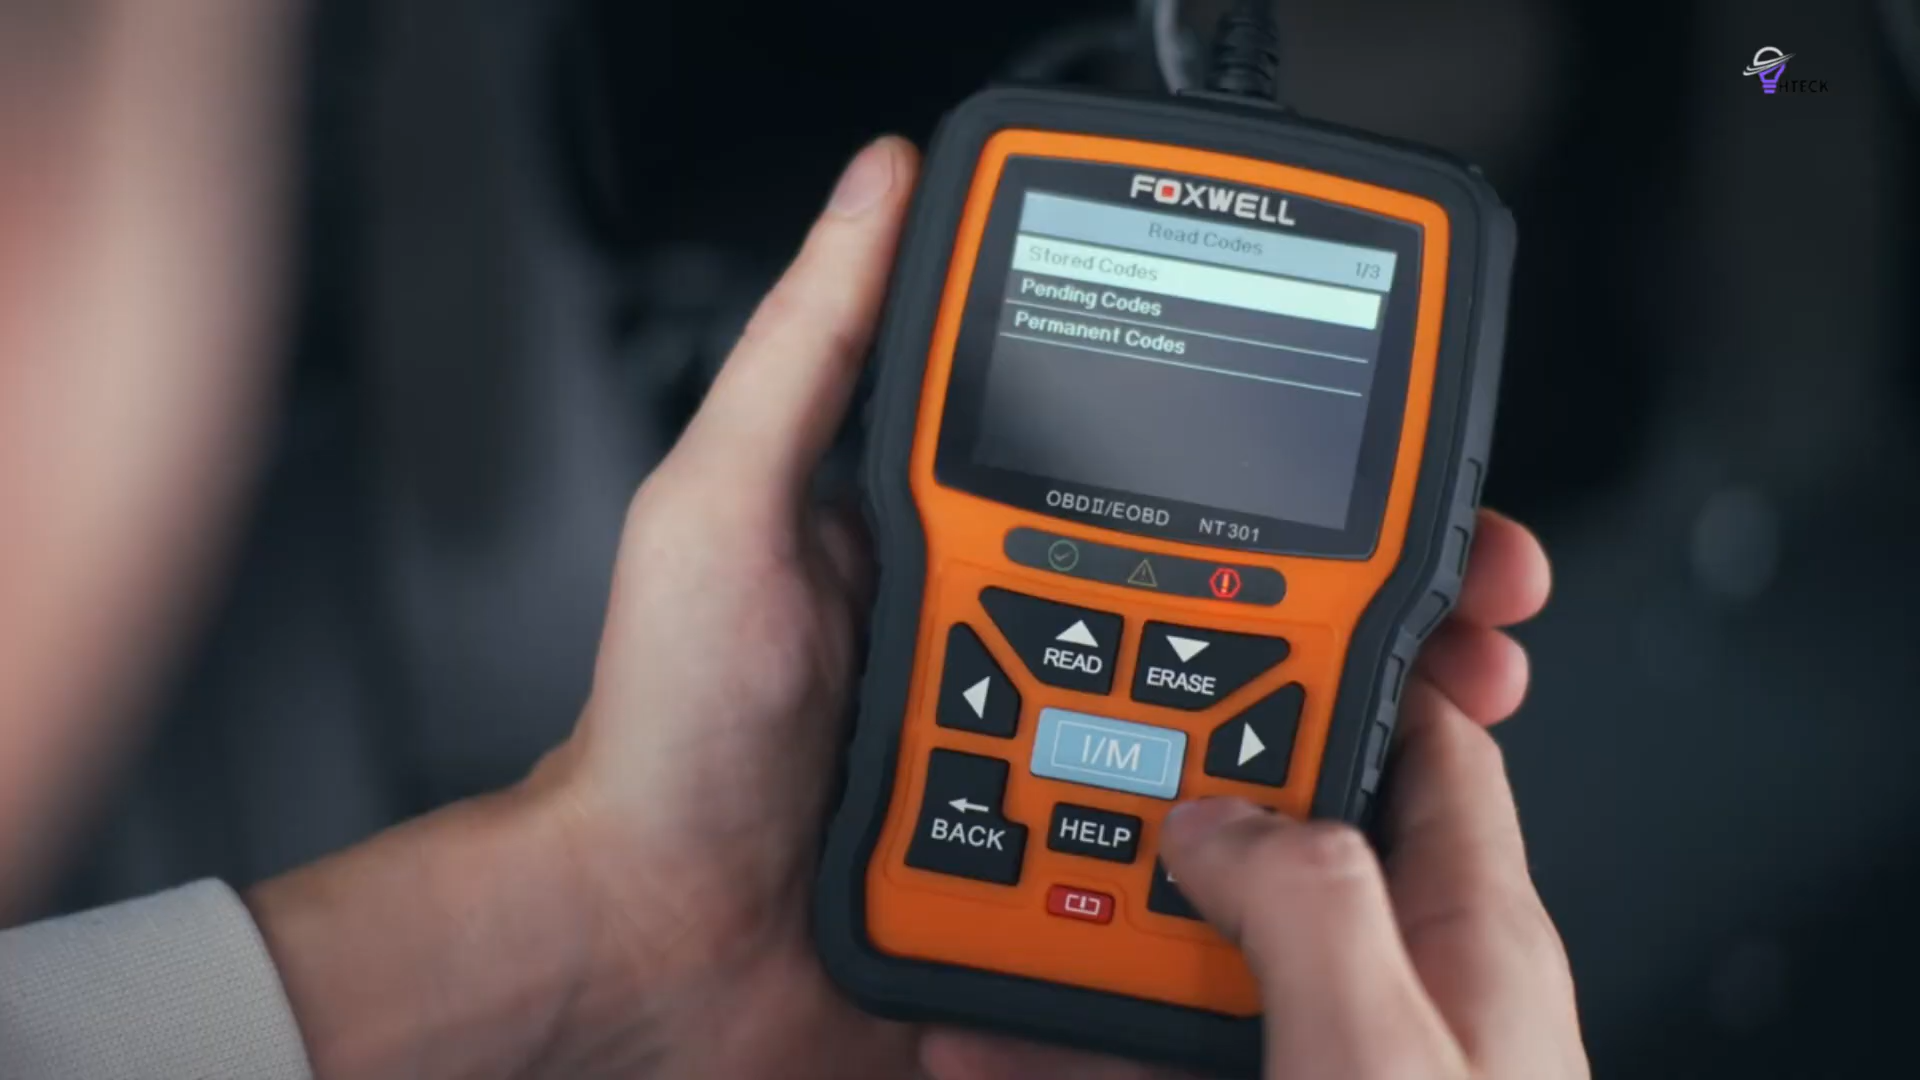 HTECK
FOXWELL
Read Codes
1/3
Stored Codes
Pending Codes
Permanent Codes
OBDII/EOBD NT301
READ
ERASE
I/M
BACK
HELP